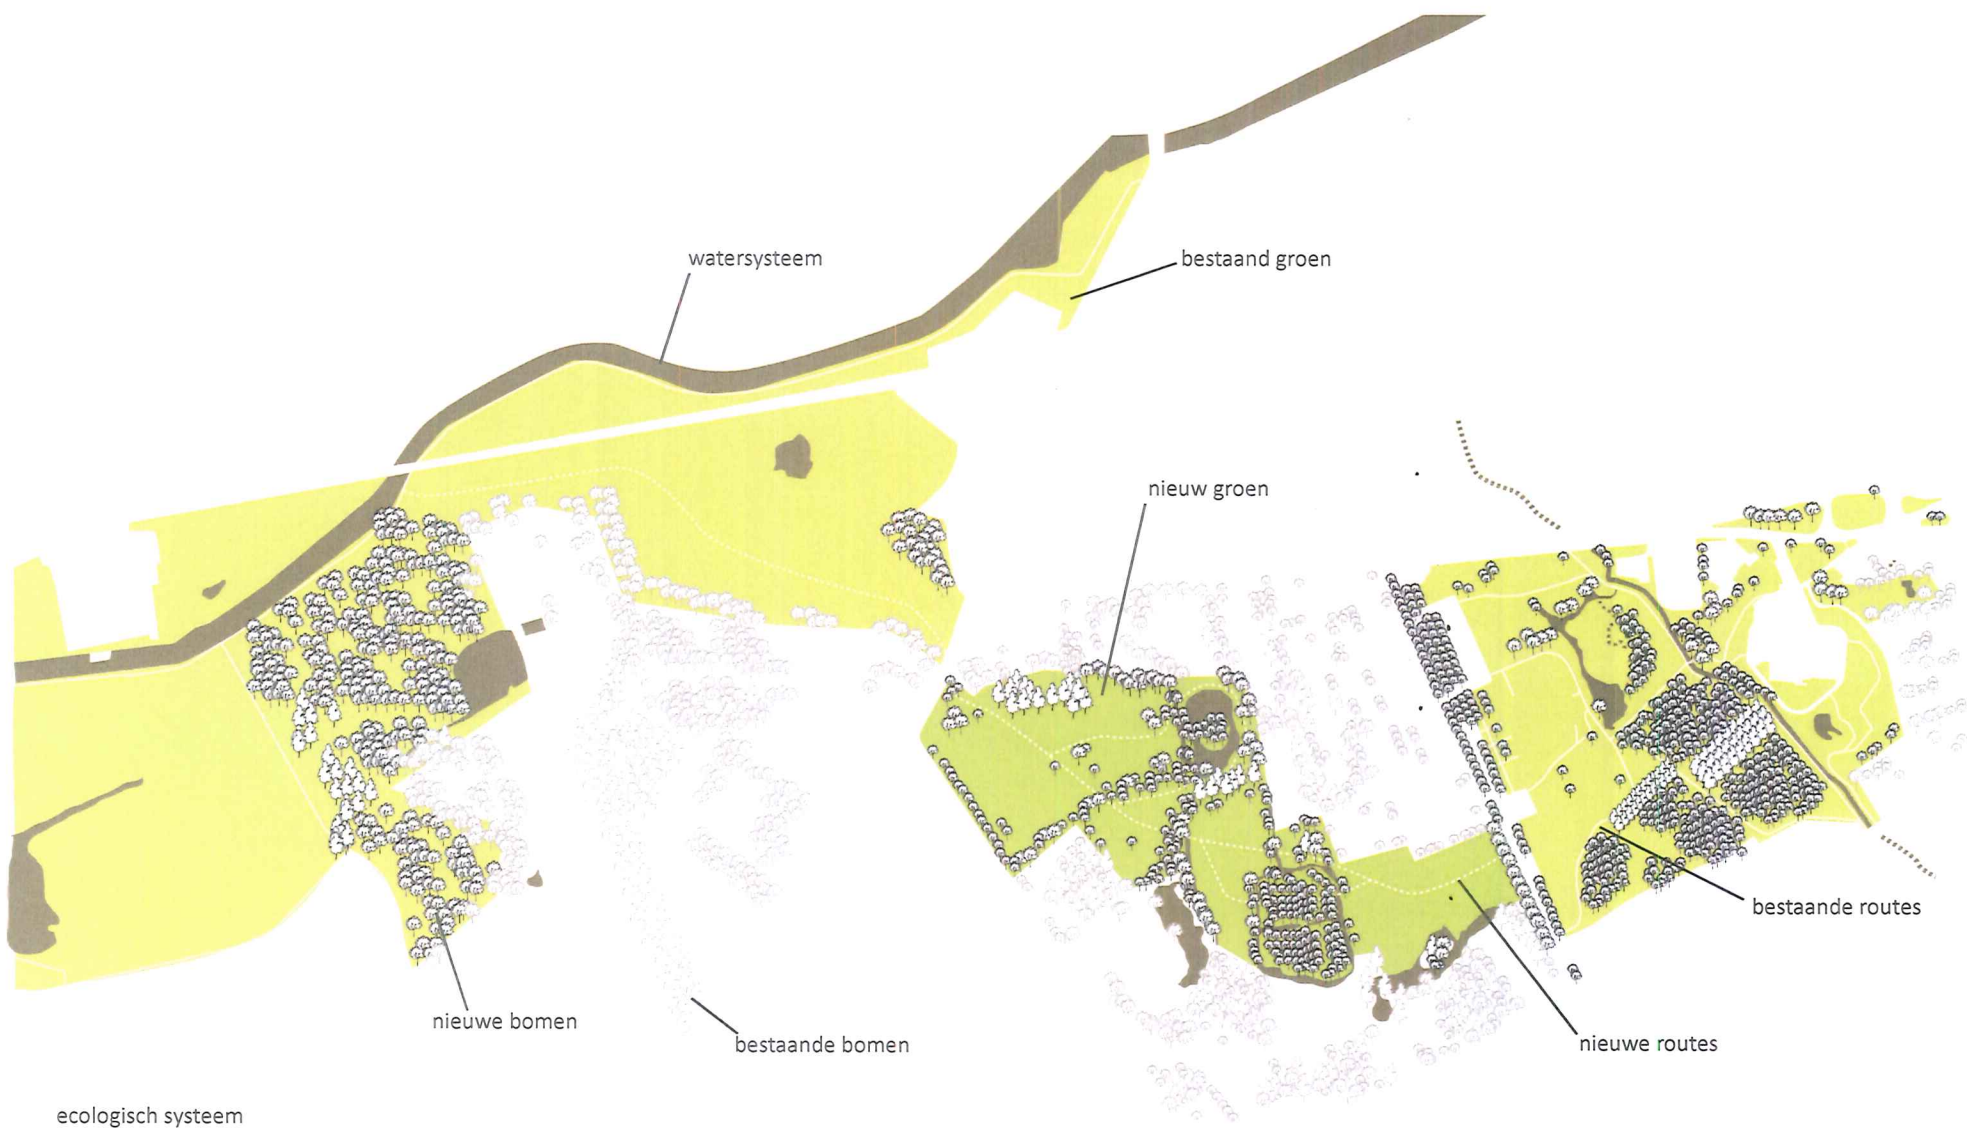 watersysteem
bestaand groen
nieuw groen
bestaande routes
nieuwe bomen
bestaande bomen
nieuwe routes
ecologisch systeem